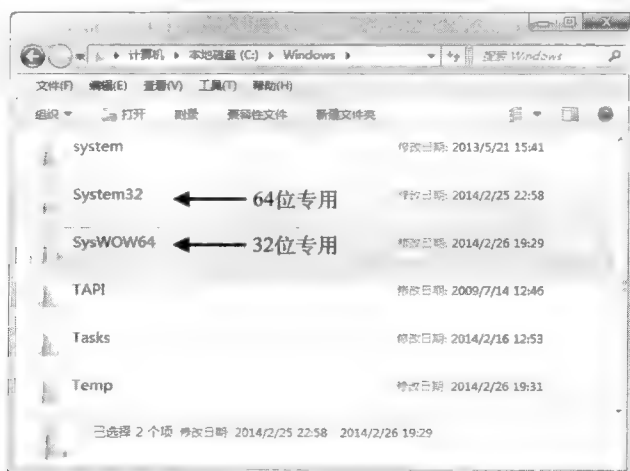 ▸ 计算机 ▸ 本地磁盘 (C:) ▸ Windows ▸
搜索 Windows
文件(F) 编辑(E) 查看(V) 工具(T) 帮助(H)
组织 打开 刻录 兼容性文件 新建文件夹
system 修改日期: 2013/5/21 15:41
System32 64位专用 修改日期: 2014/2/25 22:58
SysWOW64 32位专用 修改日期: 2014/2/26 19:29
TAPI 修改日期: 2009/7/14 12:46
Tasks 修改日期: 2014/2/16 12:53
Temp 修改日期: 2014/2/26 19:31
已选择 2 个项 修改日期: 2014/2/25 22:58 2014/2/26 19:29